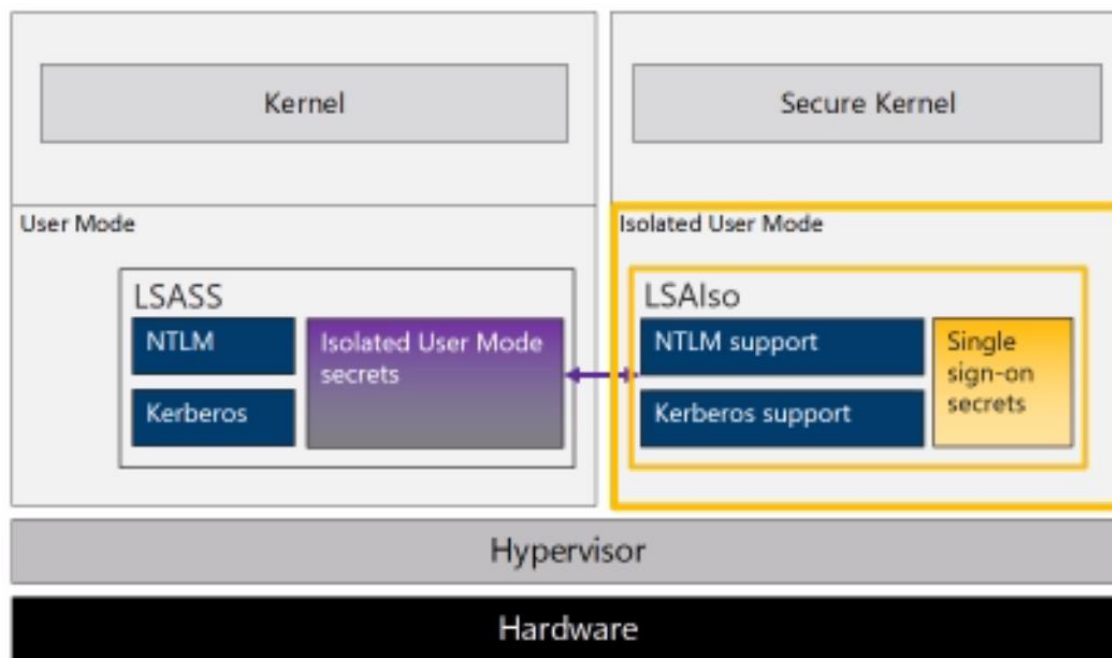 Kernel
Secure Kernel
User Mode
Isolated User Mode
LSASS
NTLM
Kerberos
Isolated User Mode
secrets
LSAIso
NTLM support
Kerberos support
Single
sign-on
secrets
Hypervisor
Hardware